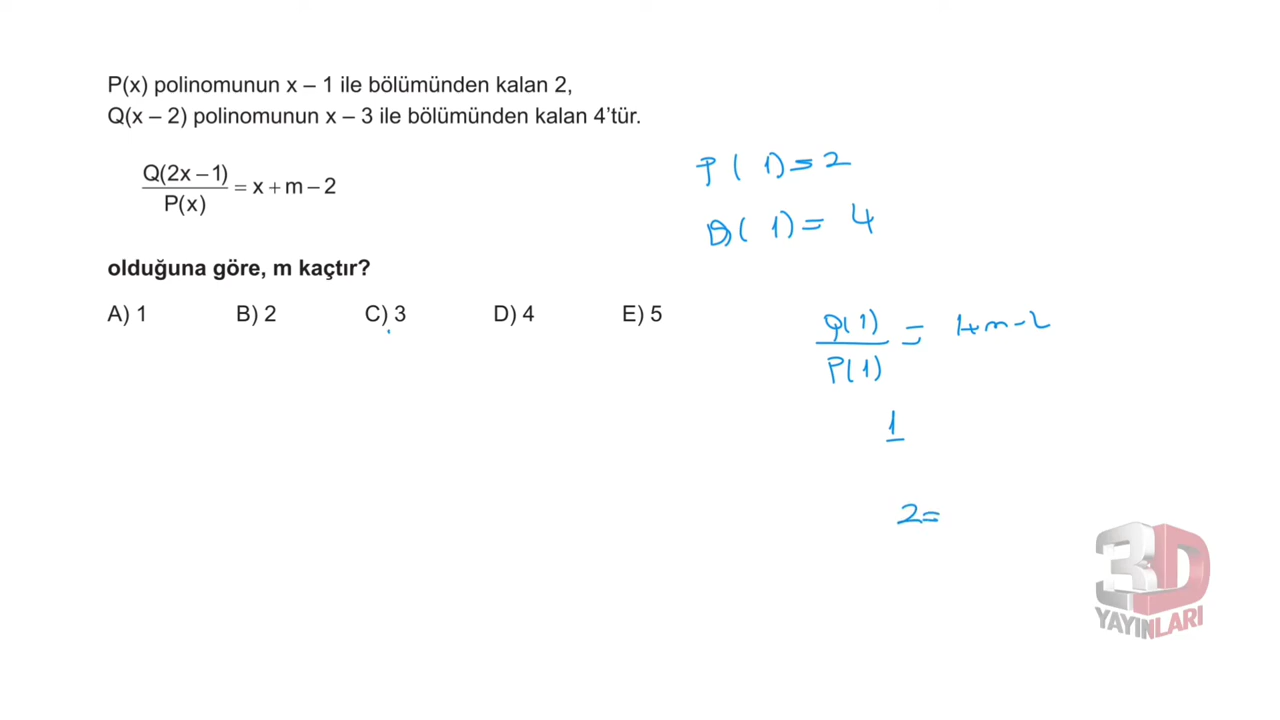 P(x) polinomunun x – 1 ile bölümünden kalan 2,
Q(x – 2) polinomunun x – 3 ile bölümünden kalan 4'tür.
Q(2x – 1)
P(x)
= x + m – 2
olduğuna göre, m kaçtır?
A) 1 B) 2 C) 3 D) 4 E) 5
P(1) = 2
Q(1) = 4
Q(1)
P(1)
= 1+m-2
1
2=
3D
YAYINLARI